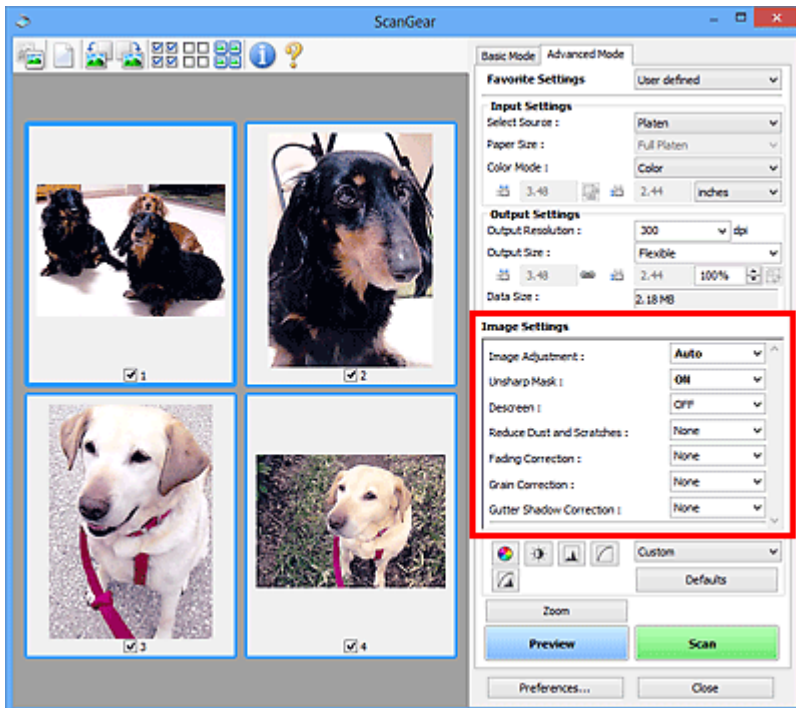 ScanGear
Basic Mode Advanced Mode
Favorite Settings User defined
Input Settings
Select Source : Platen
Paper Size : Full Platen
Color Mode : Color
3.48 2.44 inches
Output Settings
Output Resolution : 300 dpi
Output Size : Flexible
3.48 2.44 100%
Data Size : 2.18 MB
Image Settings
Image Adjustment : Auto
Unsharp Mask : ON
Descreen : OFF
Reduce Dust and Scratches : None
Fading Correction : None
Grain Correction : None
Gutter Shadow Correction : None
Custom
Defaults
Zoom
Preview Scan
Preferences... Close
1
2
3
4